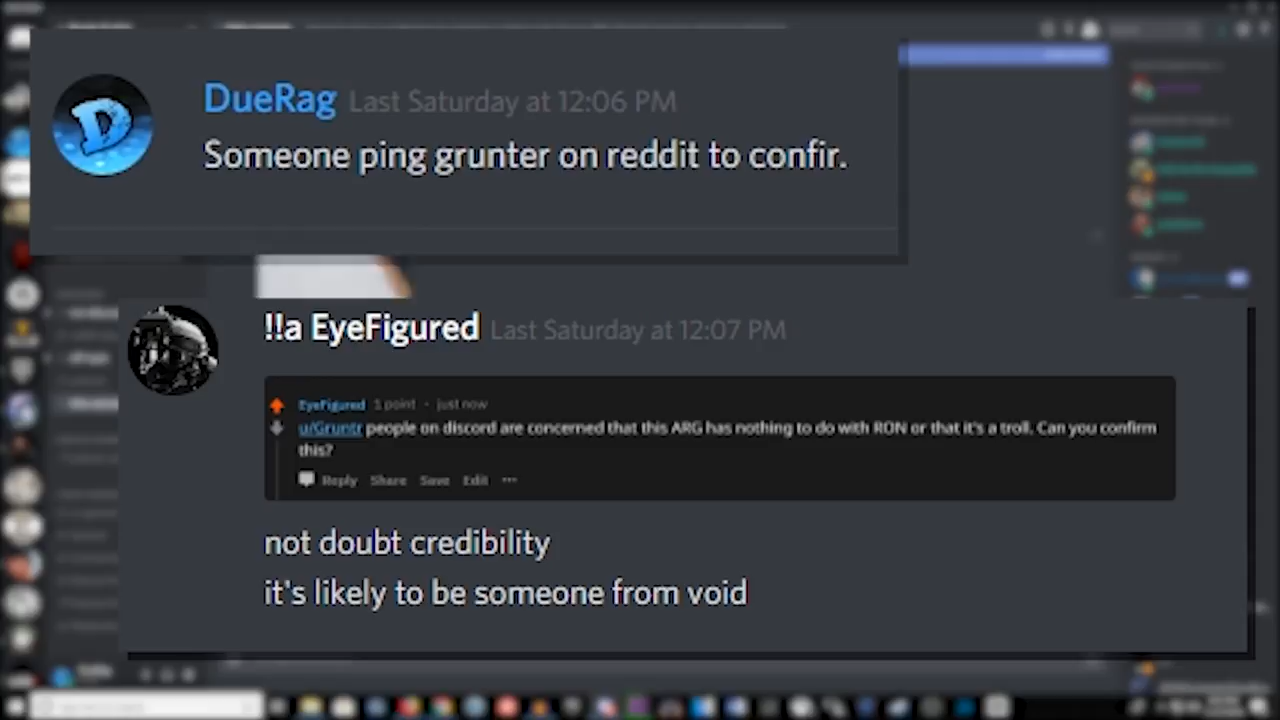 DueRag Last Saturday at 12:06 PM
Someone ping grunter on reddit to confir.
!!a EyeFigured Last Saturday at 12:07 PM
EyeFigured 1 point · just now
u/Gruntr people on discord are concerned that this ARG has nothing to do with RON or that it's a troll. Can you confirm
this?
Reply Share Save Edit ···
not doubt credibility
it's likely to be someone from void